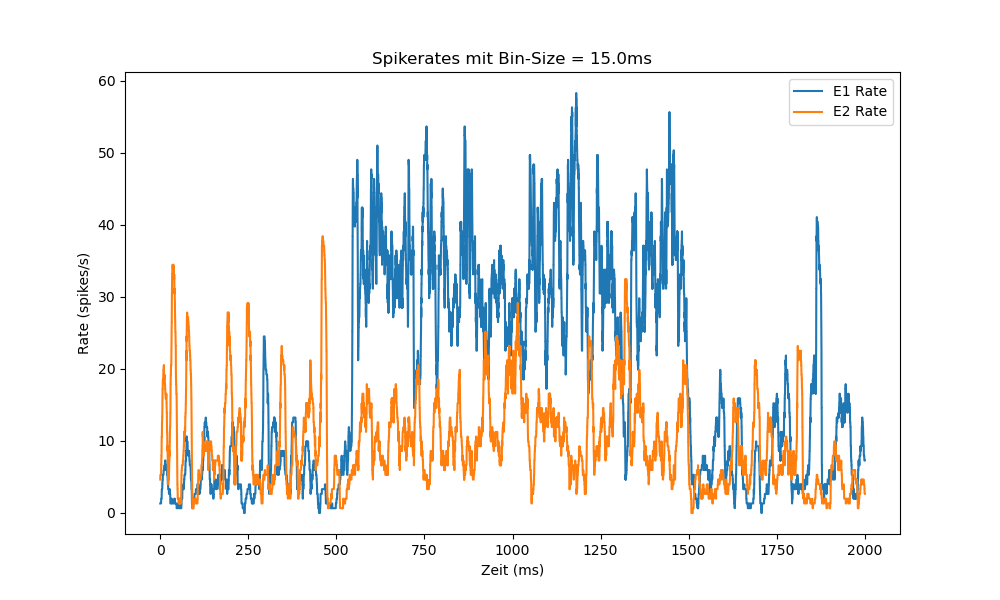 Spikerates mit Bin-Size = 15.0ms
E1 Rate
E2 Rate
60
50
40
30
20
10
0
Rate (spikes/s)
0 250 500 750 1000 1250 1500 1750 2000
Zeit (ms)